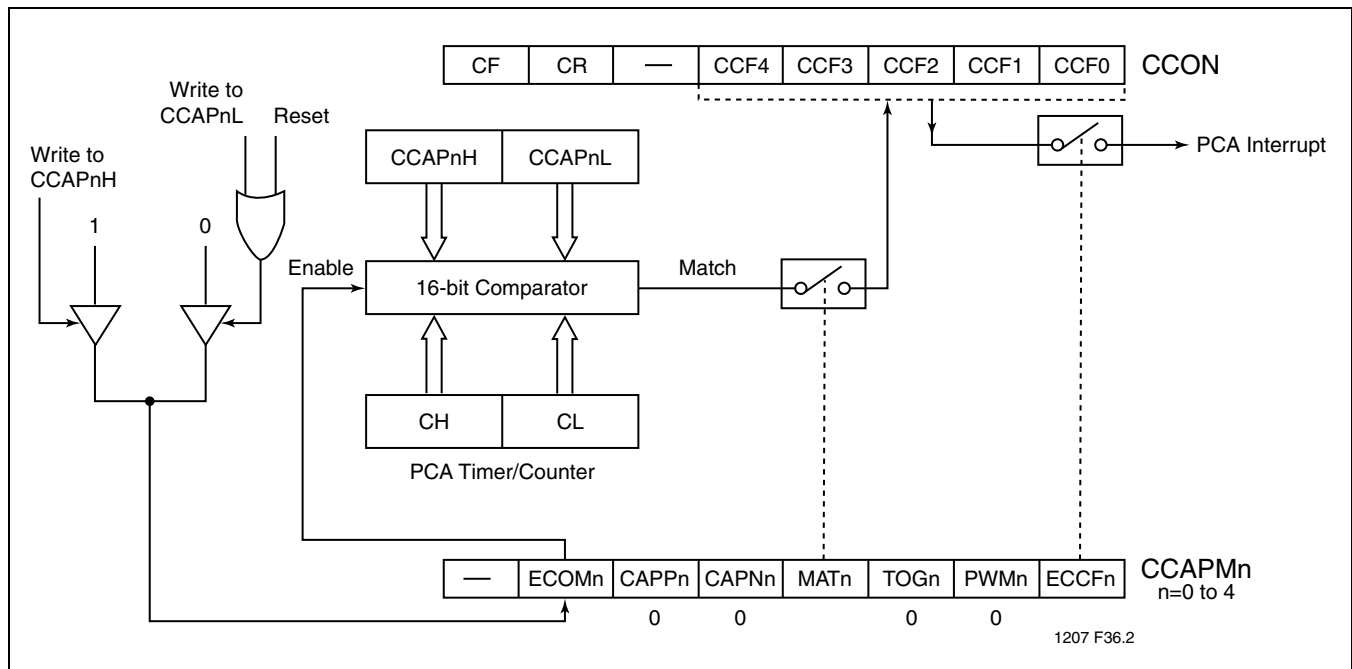 CF CR — CCF4 CCF3 CCF2 CCF1 CCF0 CCON
Write to
CCAPnL Reset
Write to
CCAPnH
CCAPnH CCAPnL
PCA Interrupt
1 0
Enable
16-bit Comparator
Match
CH CL
PCA Timer/Counter
— ECOMn CAPPn CAPNn MATn TOGn PWMn ECCFn CCAPMn
n=0 to 4
0 0 0 0
1207 F36.2